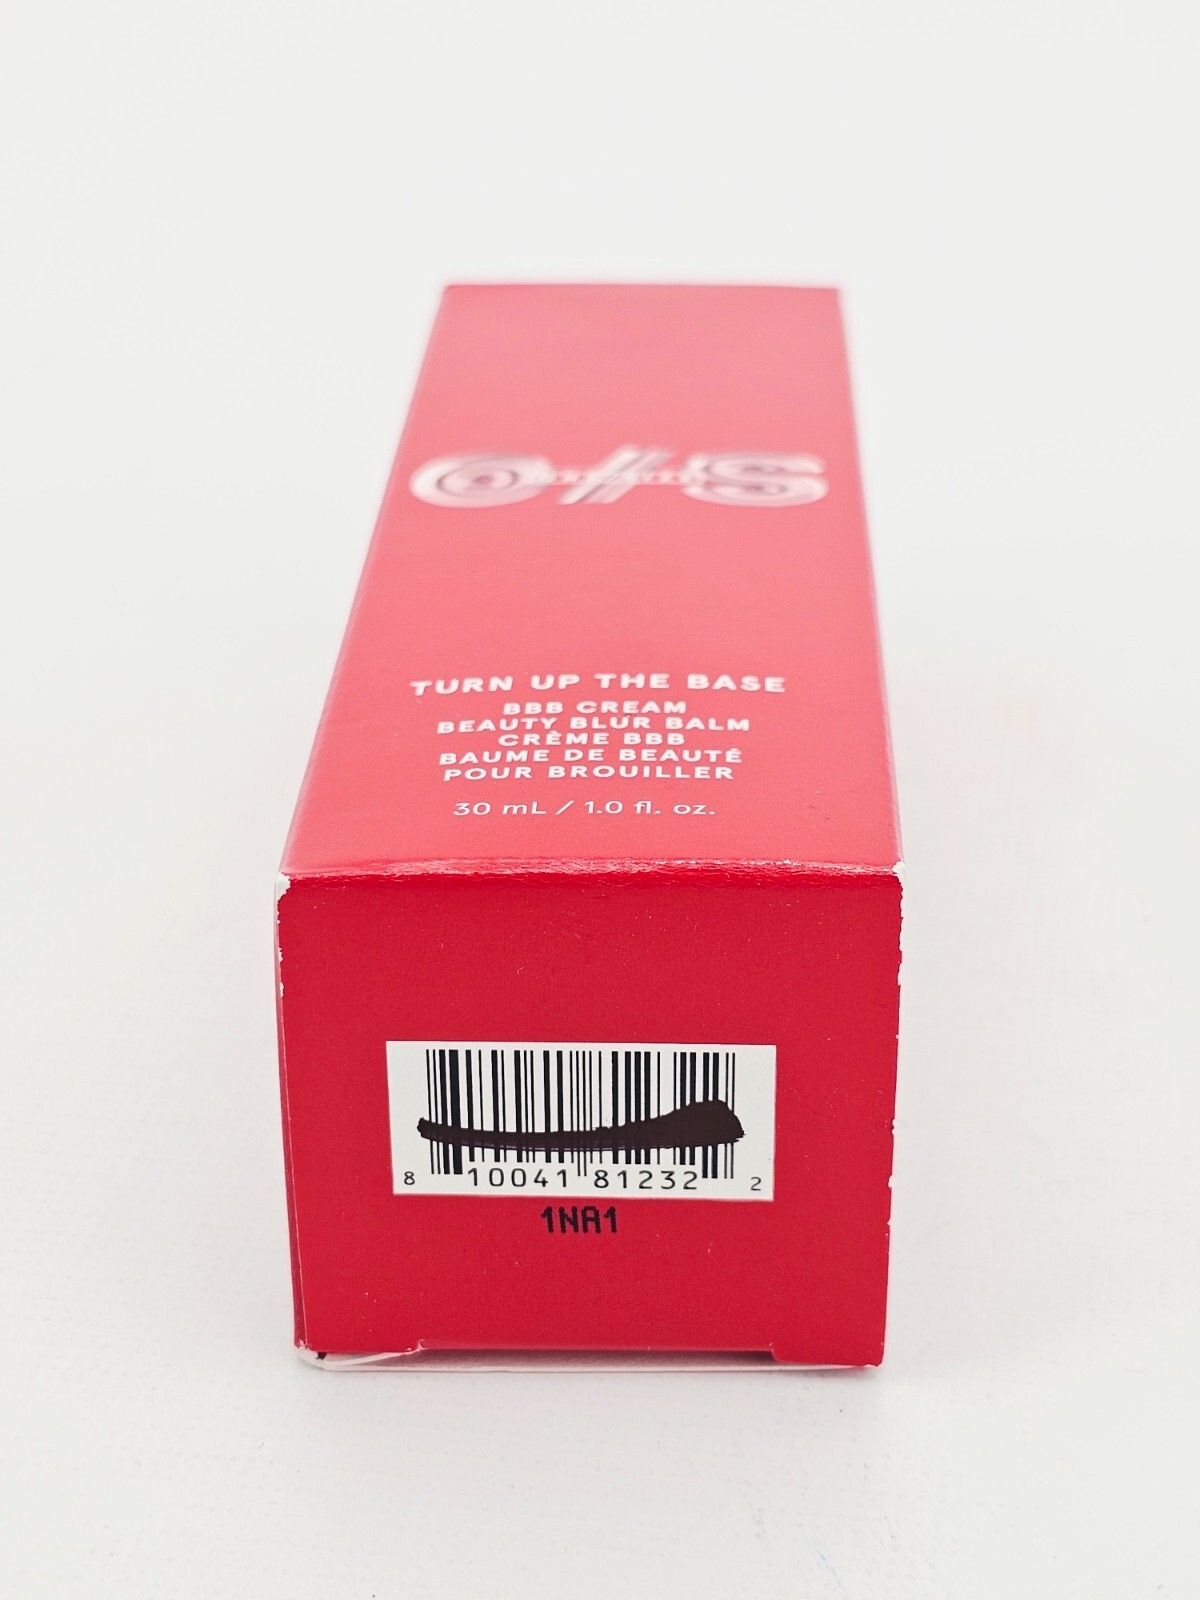 O/S
TURN UP THE BASE
BBB CREAM
BEAUTY BLUR BALM
CRÈME BBB
BAUME DE BEAUTÉ
POUR BROUILLER
30 mL / 1.0 fl. oz.
8 10041 81232 2
1NA1